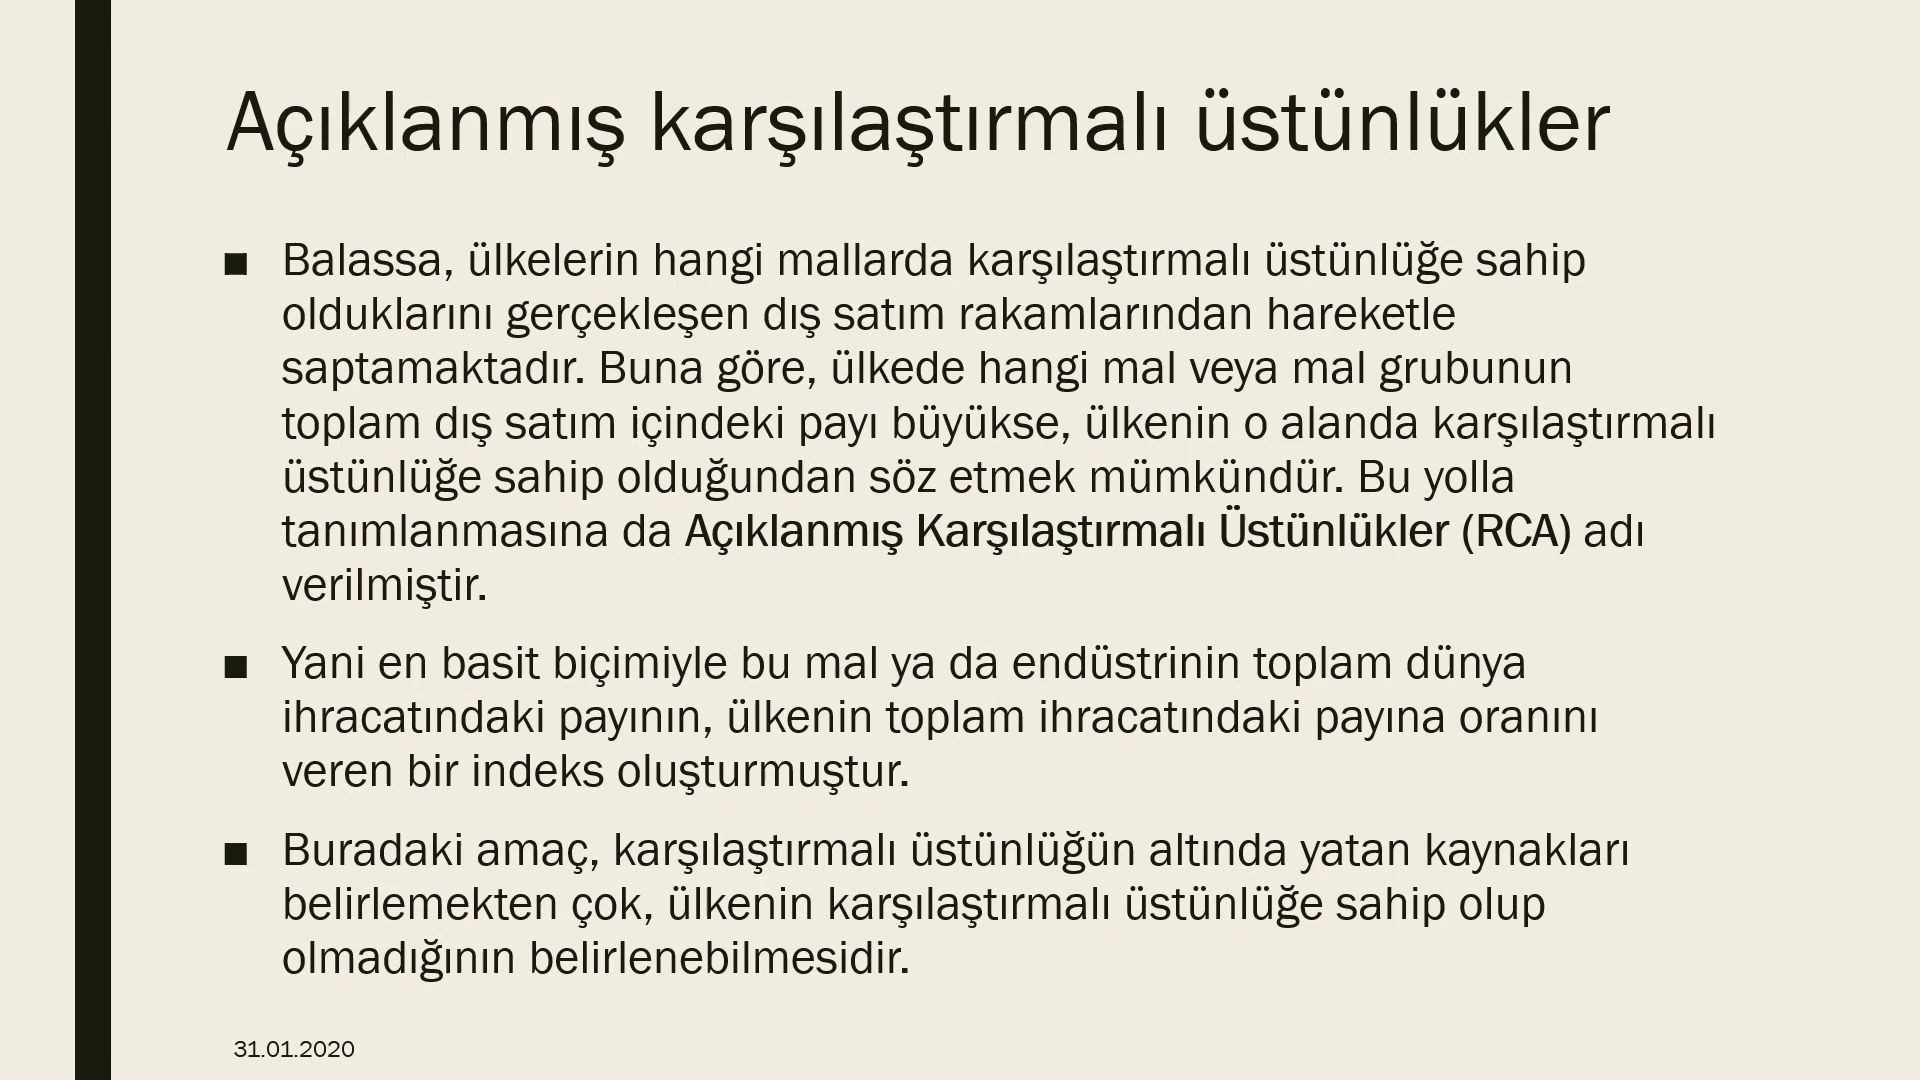 Açıklanmış karşılaştırmalı üstünlükler
■ Balassa, ülkelerin hangi mallarda karşılaştırmalı üstünlüğe sahip
olduklarını gerçekleşen dış satım rakamlarından hareketle
saptamaktadır. Buna göre, ülkede hangi mal veya mal grubunun
toplam dış satım içindeki payı büyükse, ülkenin o alanda karşılaştırmalı
üstünlüğe sahip olduğundan söz etmek mümkündür. Bu yolla
tanımlanmasına da Açıklanmış Karşılaştırmalı Üstünlükler (RCA) adı
verilmiştir.
■ Yani en basit biçimiyle bu mal ya da endüstrinin toplam dünya
ihracatındaki payının, ülkenin toplam ihracatındaki payına oranını
veren bir indeks oluşturmuştur.
■ Buradaki amaç, karşılaştırmalı üstünlüğün altında yatan kaynakları
belirlemekten çok, ülkenin karşılaştırmalı üstünlüğe sahip olup
olmadığının belirlenebilmesidir.
31.01.2020